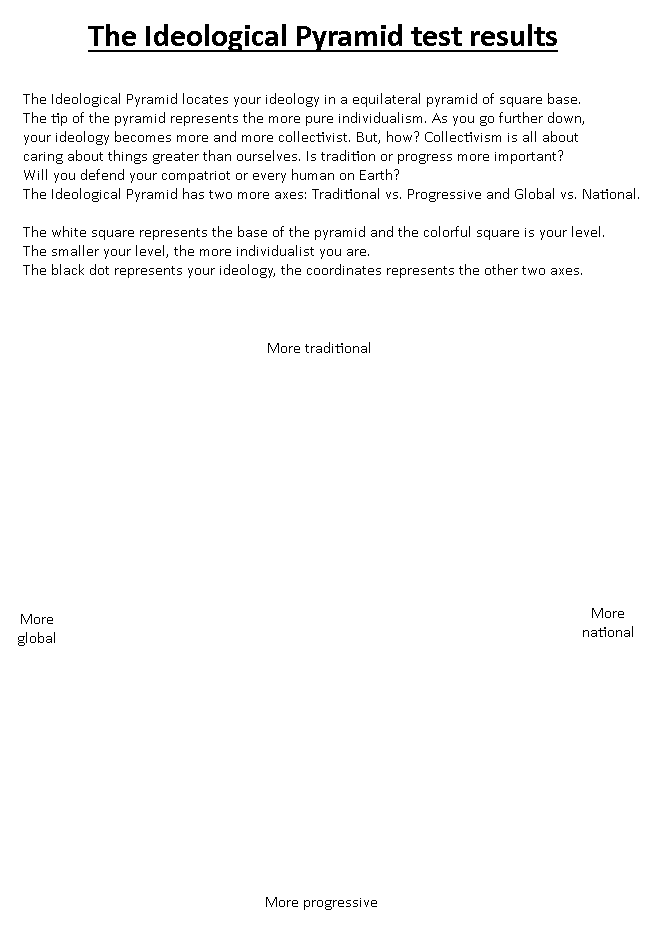 The Ideological Pyramid test results
The Ideological Pyramid locates your ideology in a equilateral pyramid of square base.
The tip of the pyramid represents the more pure individualism. As you go further down,
your ideology becomes more and more collectivist. But, how? Collectivism is all about
caring about things greater than ourselves. Is tradition or progress more important?
Will you defend your compatriot or every human on Earth?
The Ideological Pyramid has two more axes: Traditional vs. Progressive and Global vs. National.
The white square represents the base of the pyramid and the colorful square is your level.
The smaller your level, the more individualist you are.
The black dot represents your ideology, the coordinates represents the other two axes.
More traditional
More
global
More
national
More progressive